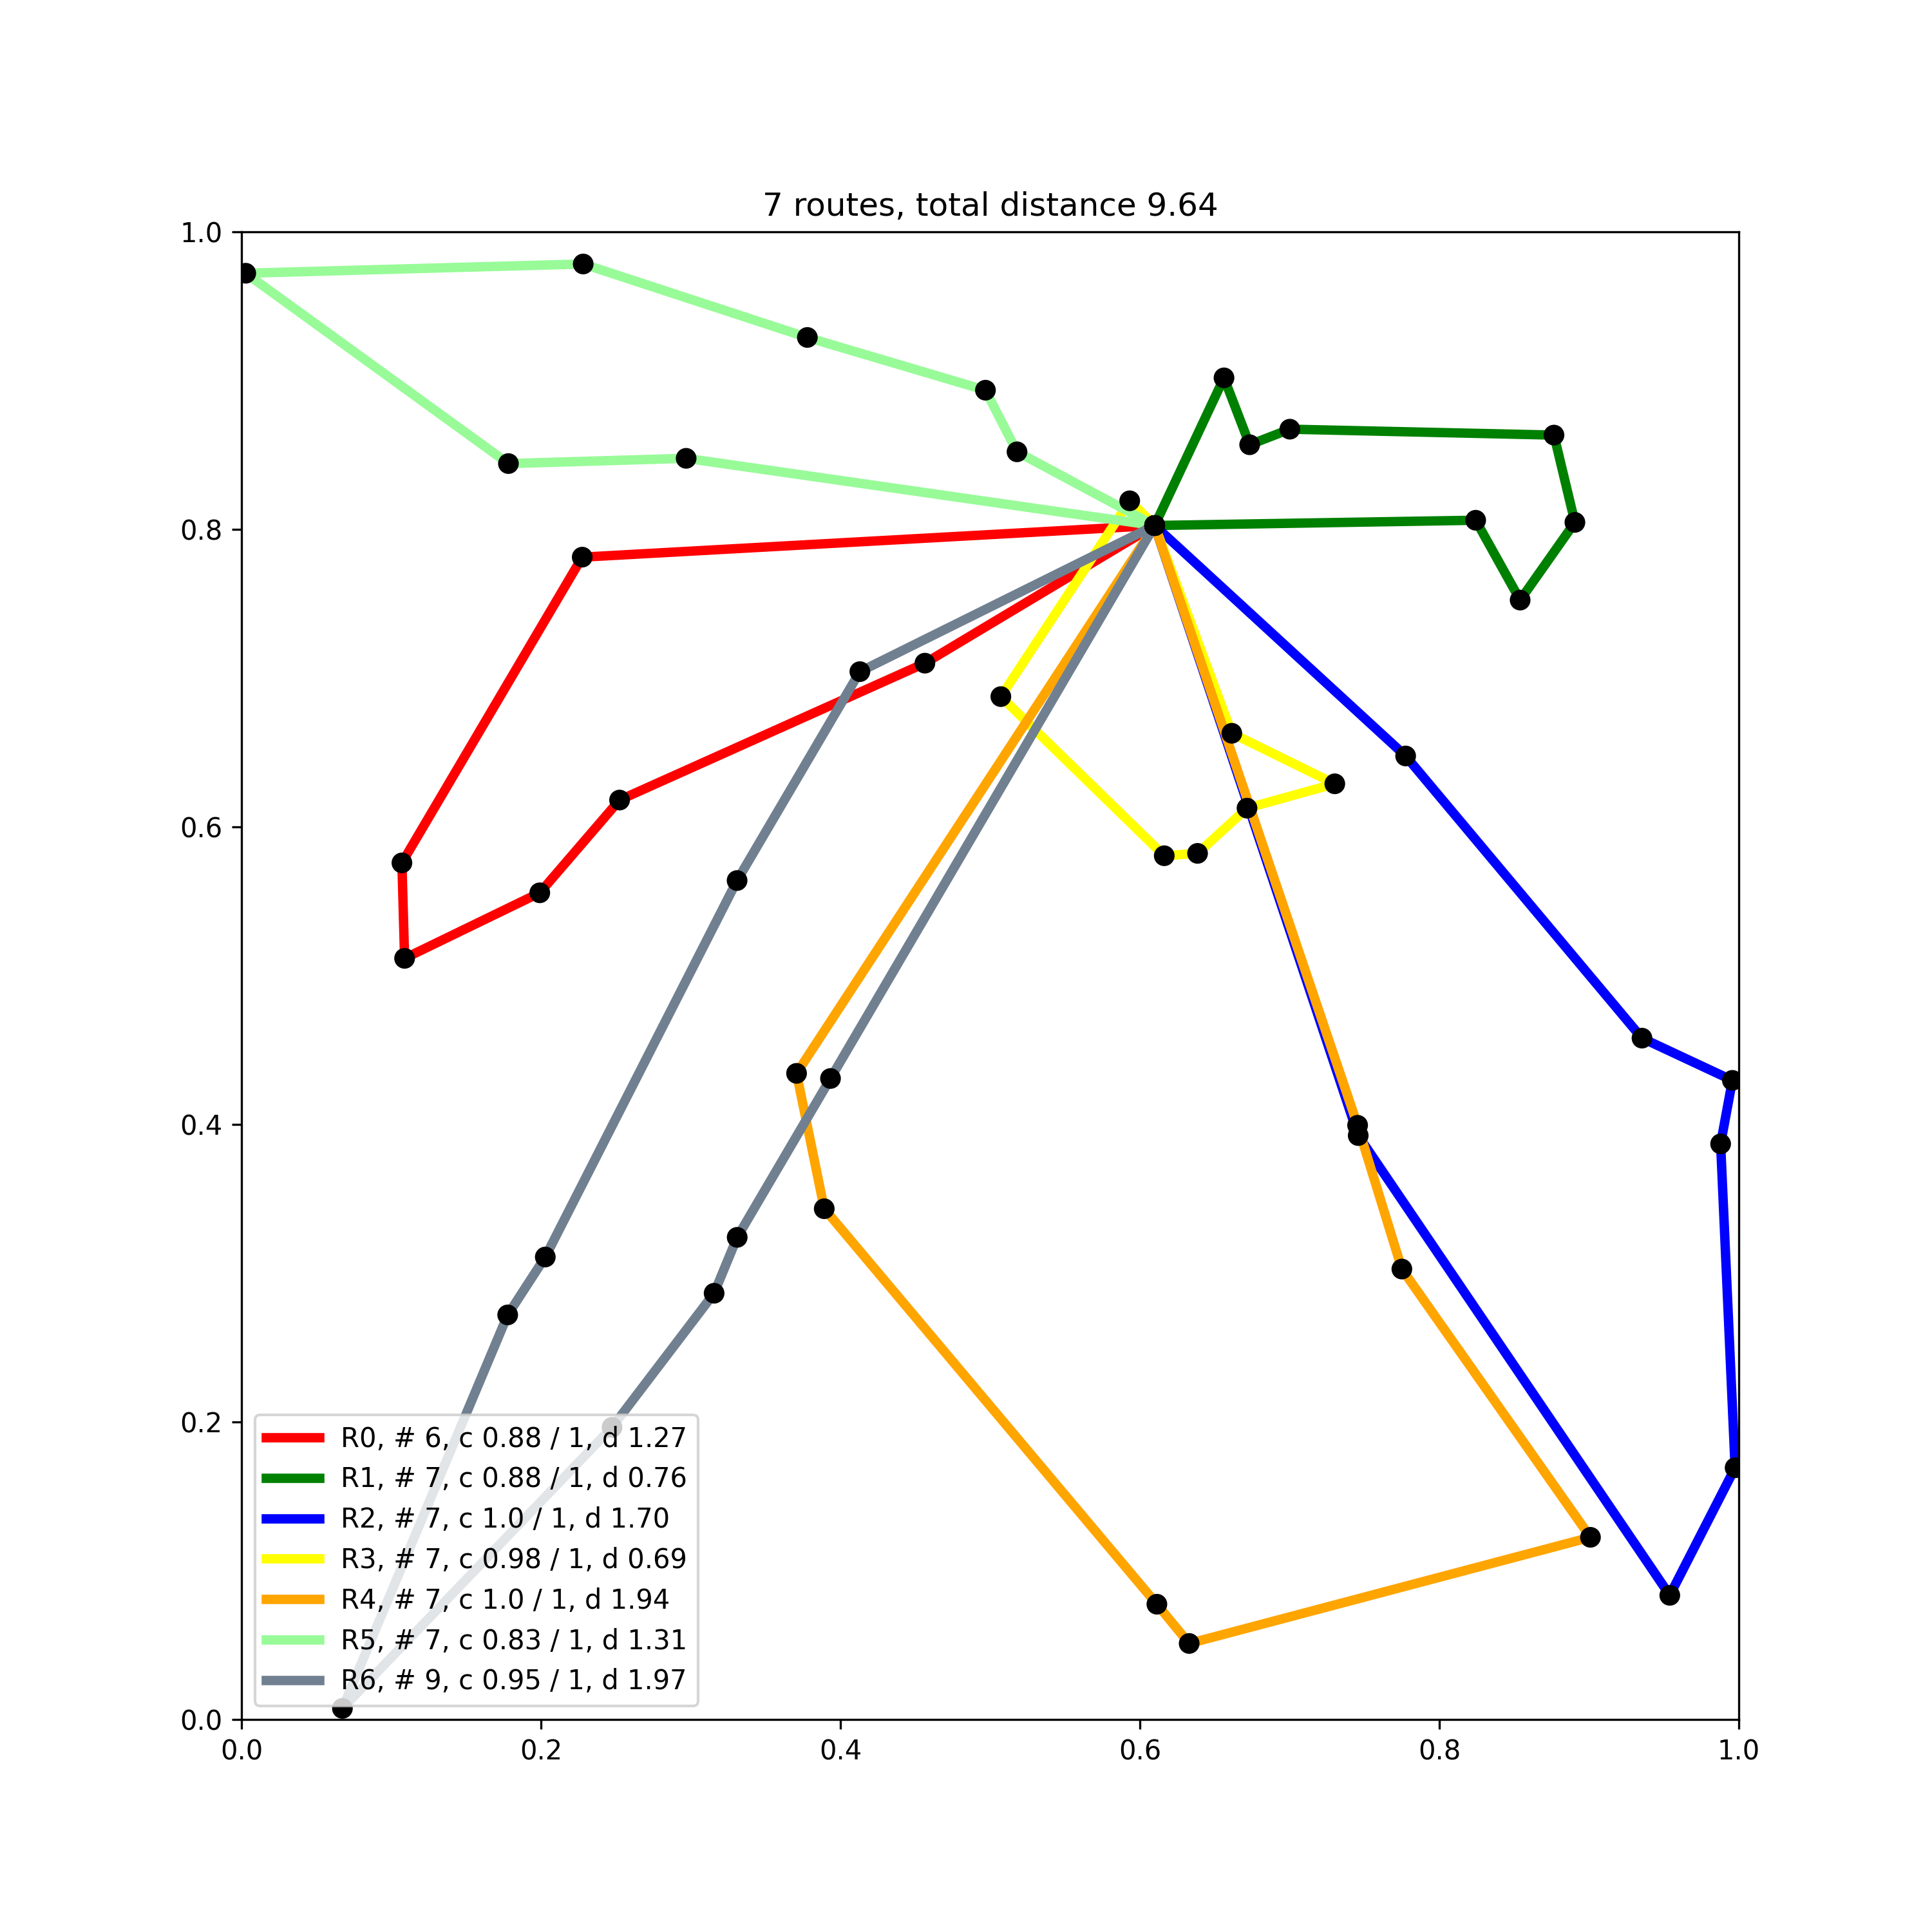 7 routes, total distance 9.64
1.0
0.8
0.6
0.4
0.2
0.0
R0, # 6, c 0.88 / 1, d 1.27
R1, # 7, c 0.88 / 1, d 0.76
R2, # 7, c 1.0 / 1, d 1.70
R3, # 7, c 0.98 / 1, d 0.69
R4, # 7, c 1.0 / 1, d 1.94
R5, # 7, c 0.83 / 1, d 1.31
R6, # 9, c 0.95 / 1, d 1.97
0.0 0.2 0.4 0.6 0.8 1.0